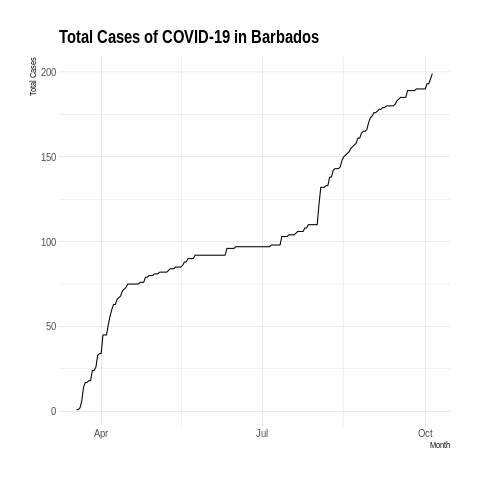 Total Cases of COVID-19 in Barbados
Total Cases
200
150
100
50
0
Apr
Jul
Oct
Month